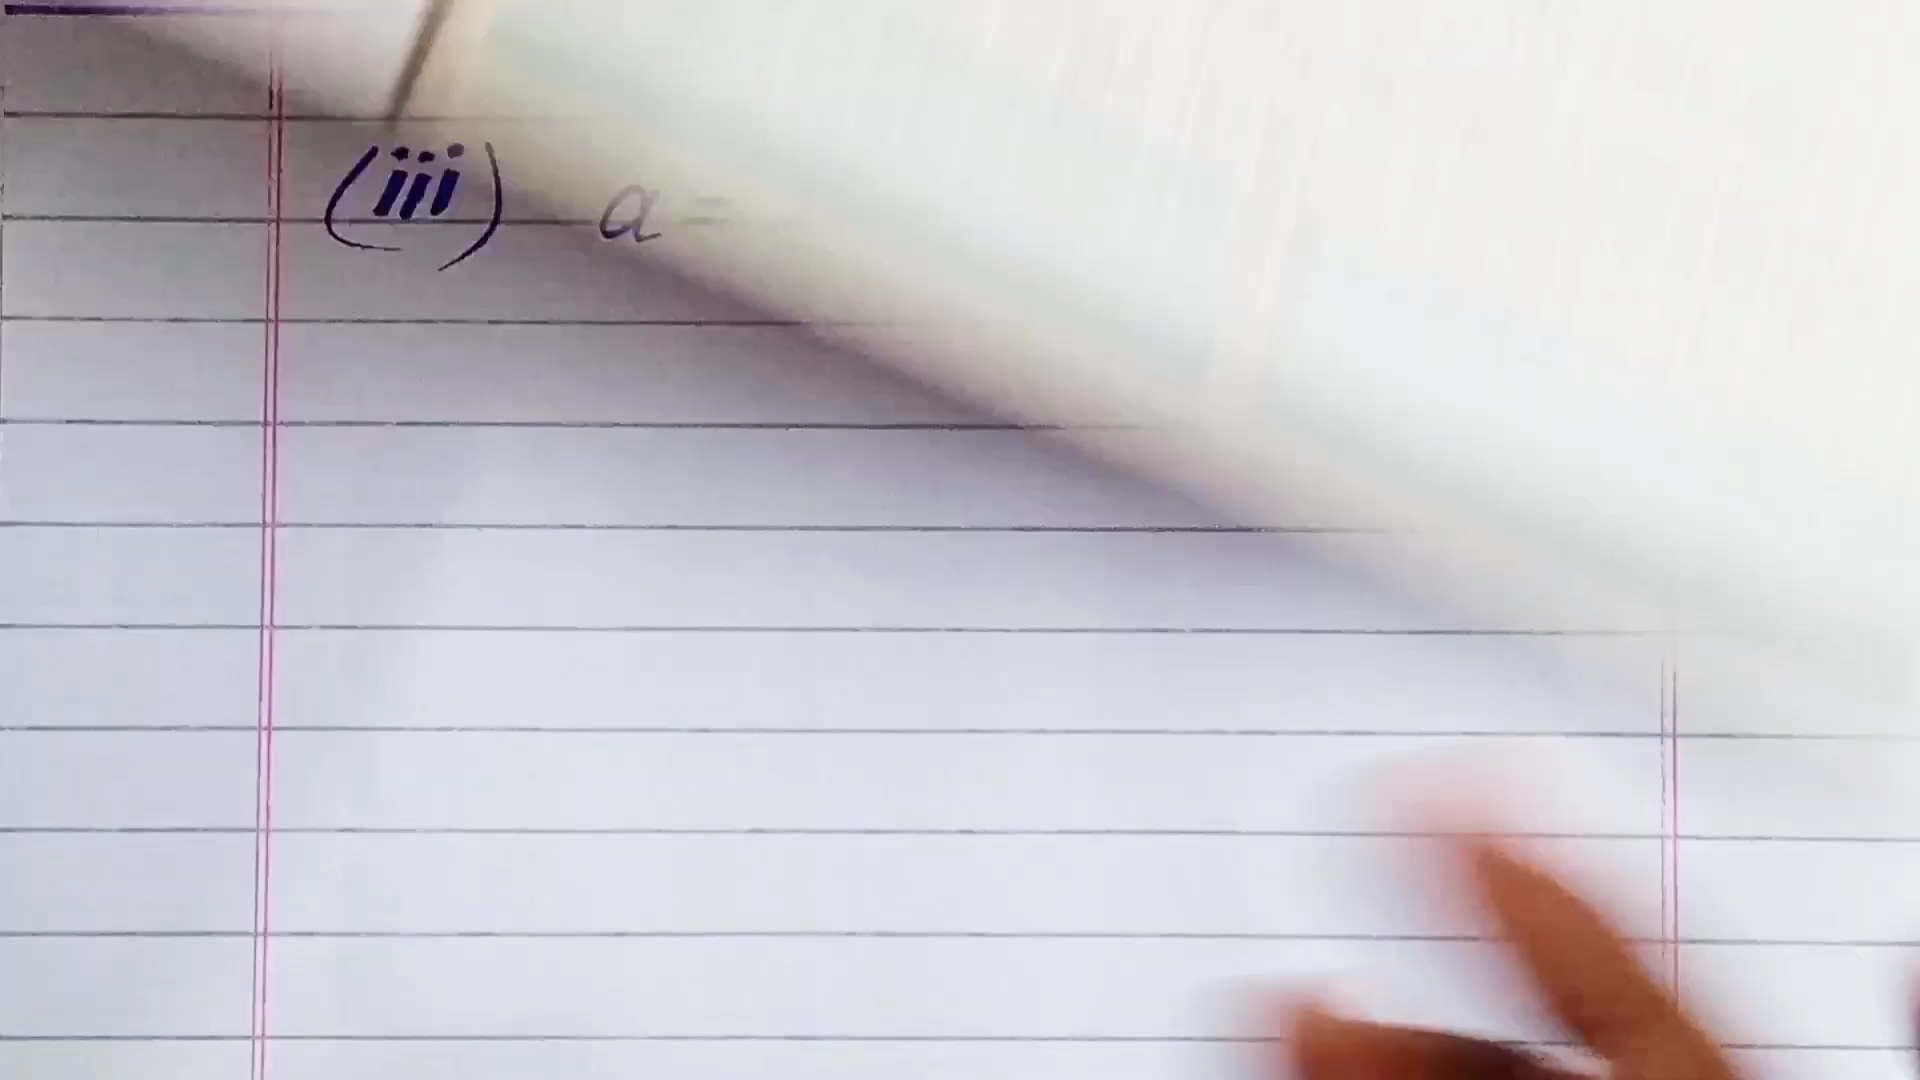 (iii) a =